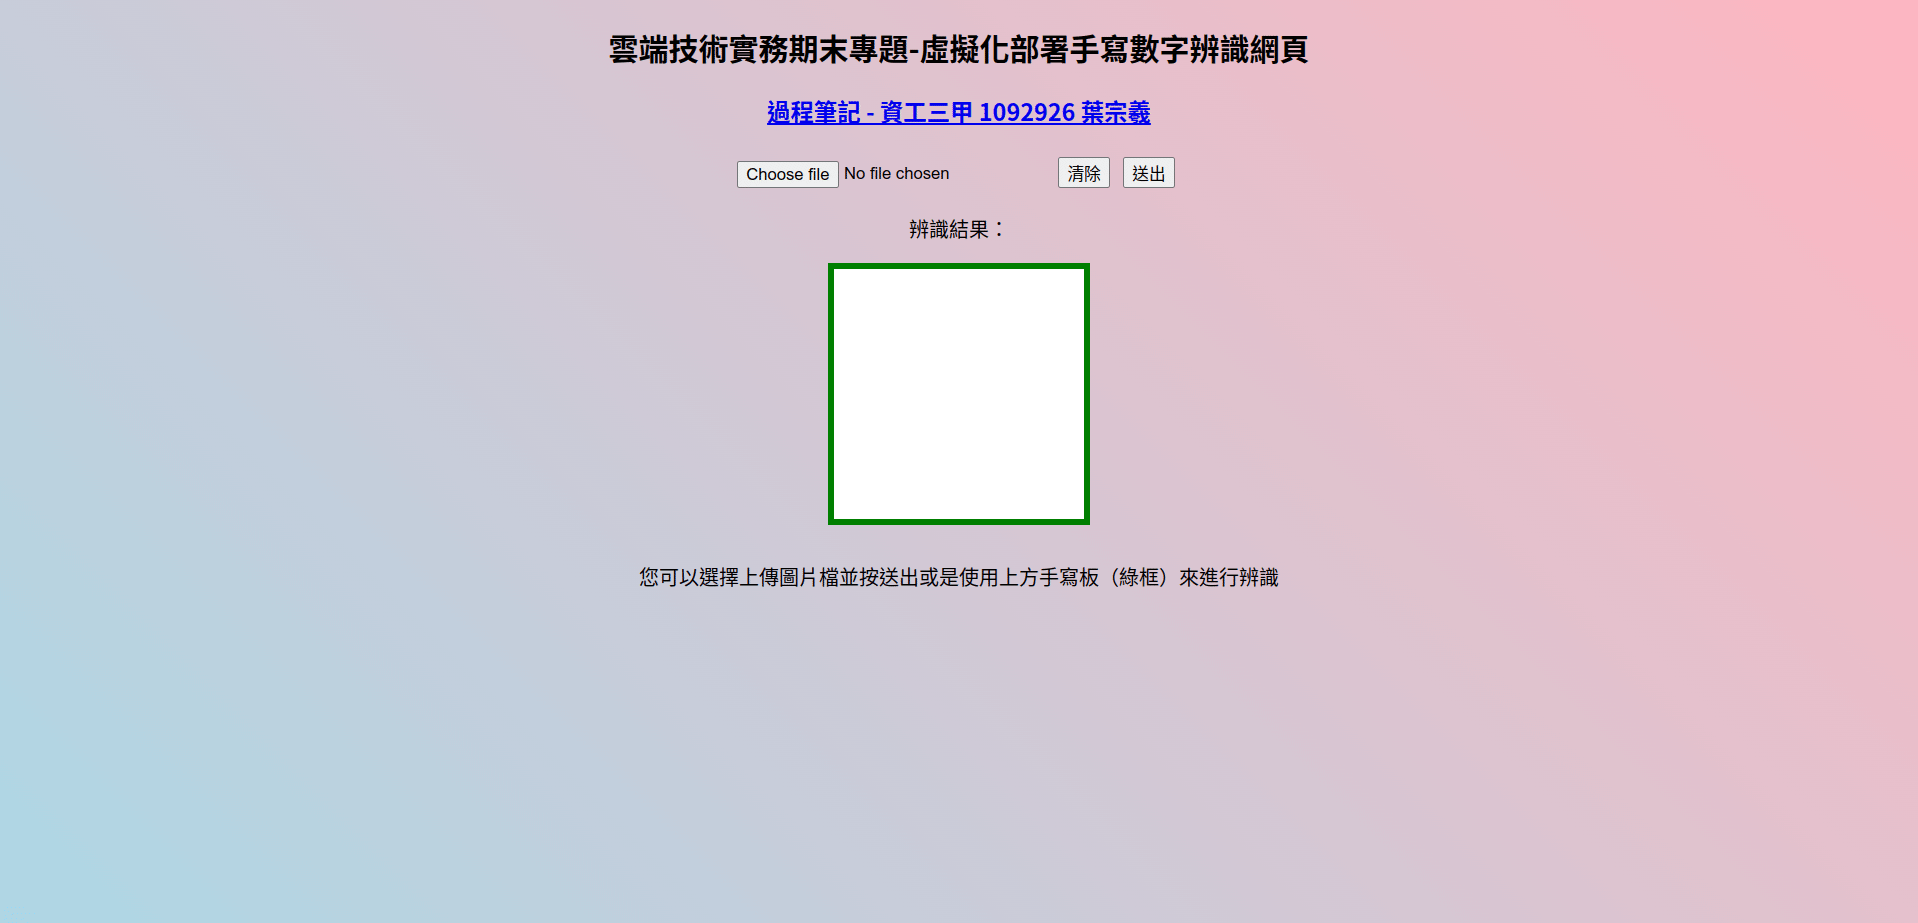 雲端技術實務期末專題-虛擬化部署手寫數字辨識網頁
過程筆記 - 資工三甲 1092926 葉宗義
Choose file No file chosen 清除 送出
辨識結果：
您可以選擇上傳圖片檔並按送出或是使用上方手寫板（綠框）來進行辨識